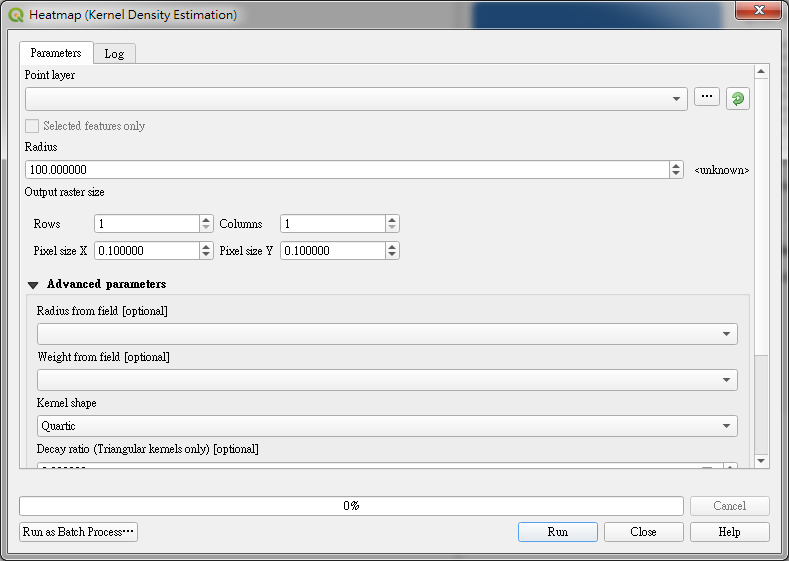 Heatmap (Kernel Density Estimation)
Parameters Log
Point layer
...
Selected features only
Radius
100.000000 <unknown>
Output raster size
Rows 1 Columns 1
Pixel size X 0.100000 Pixel size Y 0.100000
Advanced parameters
Radius from field [optional]
Weight from field [optional]
Kernel shape
Quartic
Decay ratio (Triangular kernels only) [optional]
0% Cancel
Run as Batch Process... Run Close Help